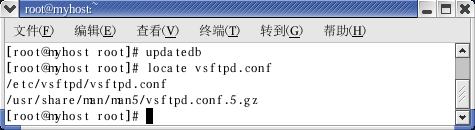 root@myhost:~
文件(F) 编辑(E) 查看(V) 终端(T) 转到(G) 帮助(H)
[root@myhost root]# updatedb
[root@myhost root]# locate vsftpd.conf
/etc/vsftpd/vsftpd.conf
/usr/share/man/man5/vsftpd.conf.5.gz
[root@myhost root]#